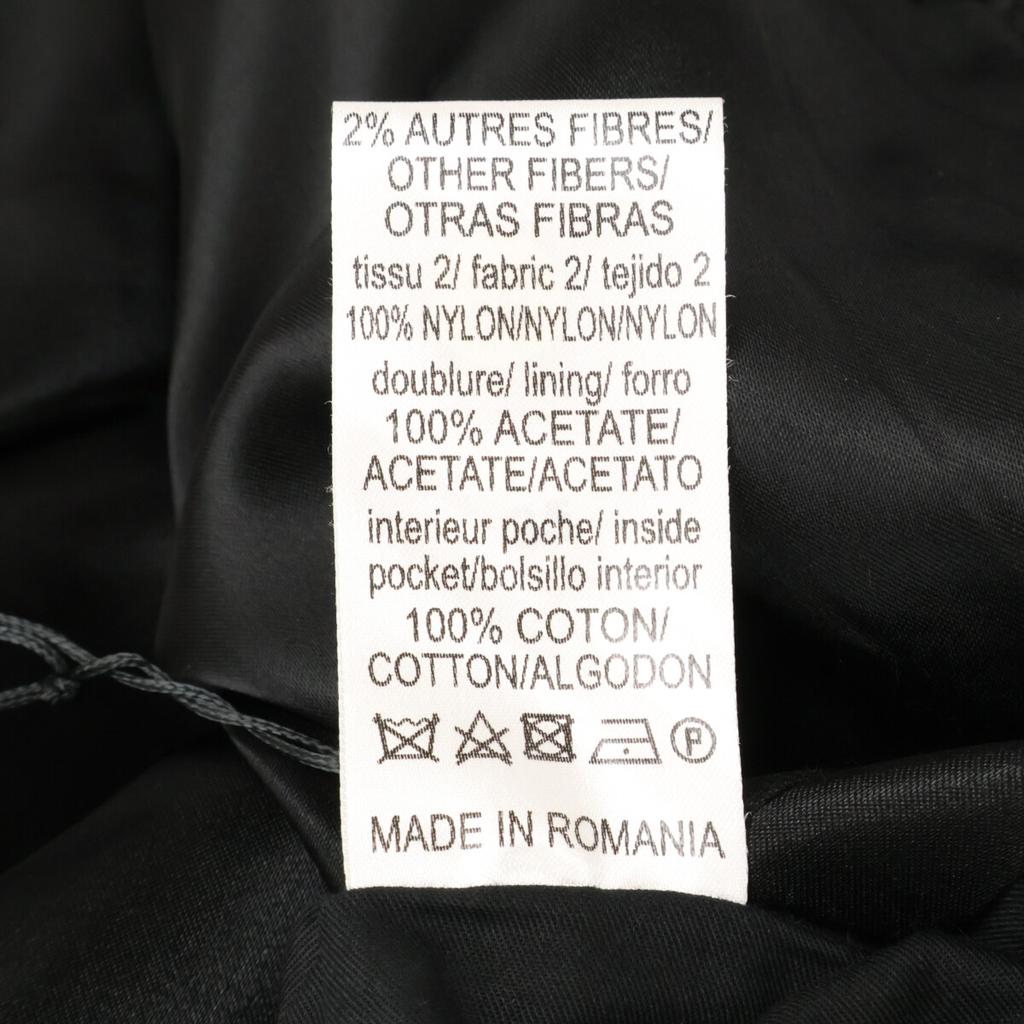 2% AUTRES FIBRES/
OTHER FIBERS/
OTRAS FIBRAS
tissu 2/ fabric 2/ tejido 2
100% NYLON/NYLON/NYLON
doublure/ lining/ forro
100% ACETATE/
ACETATE/ACETATO
interieur poche/ inside
pocket/bolsillo interior
100% COTON/
COTTON/ALGODON
P
MADE IN ROMANIA